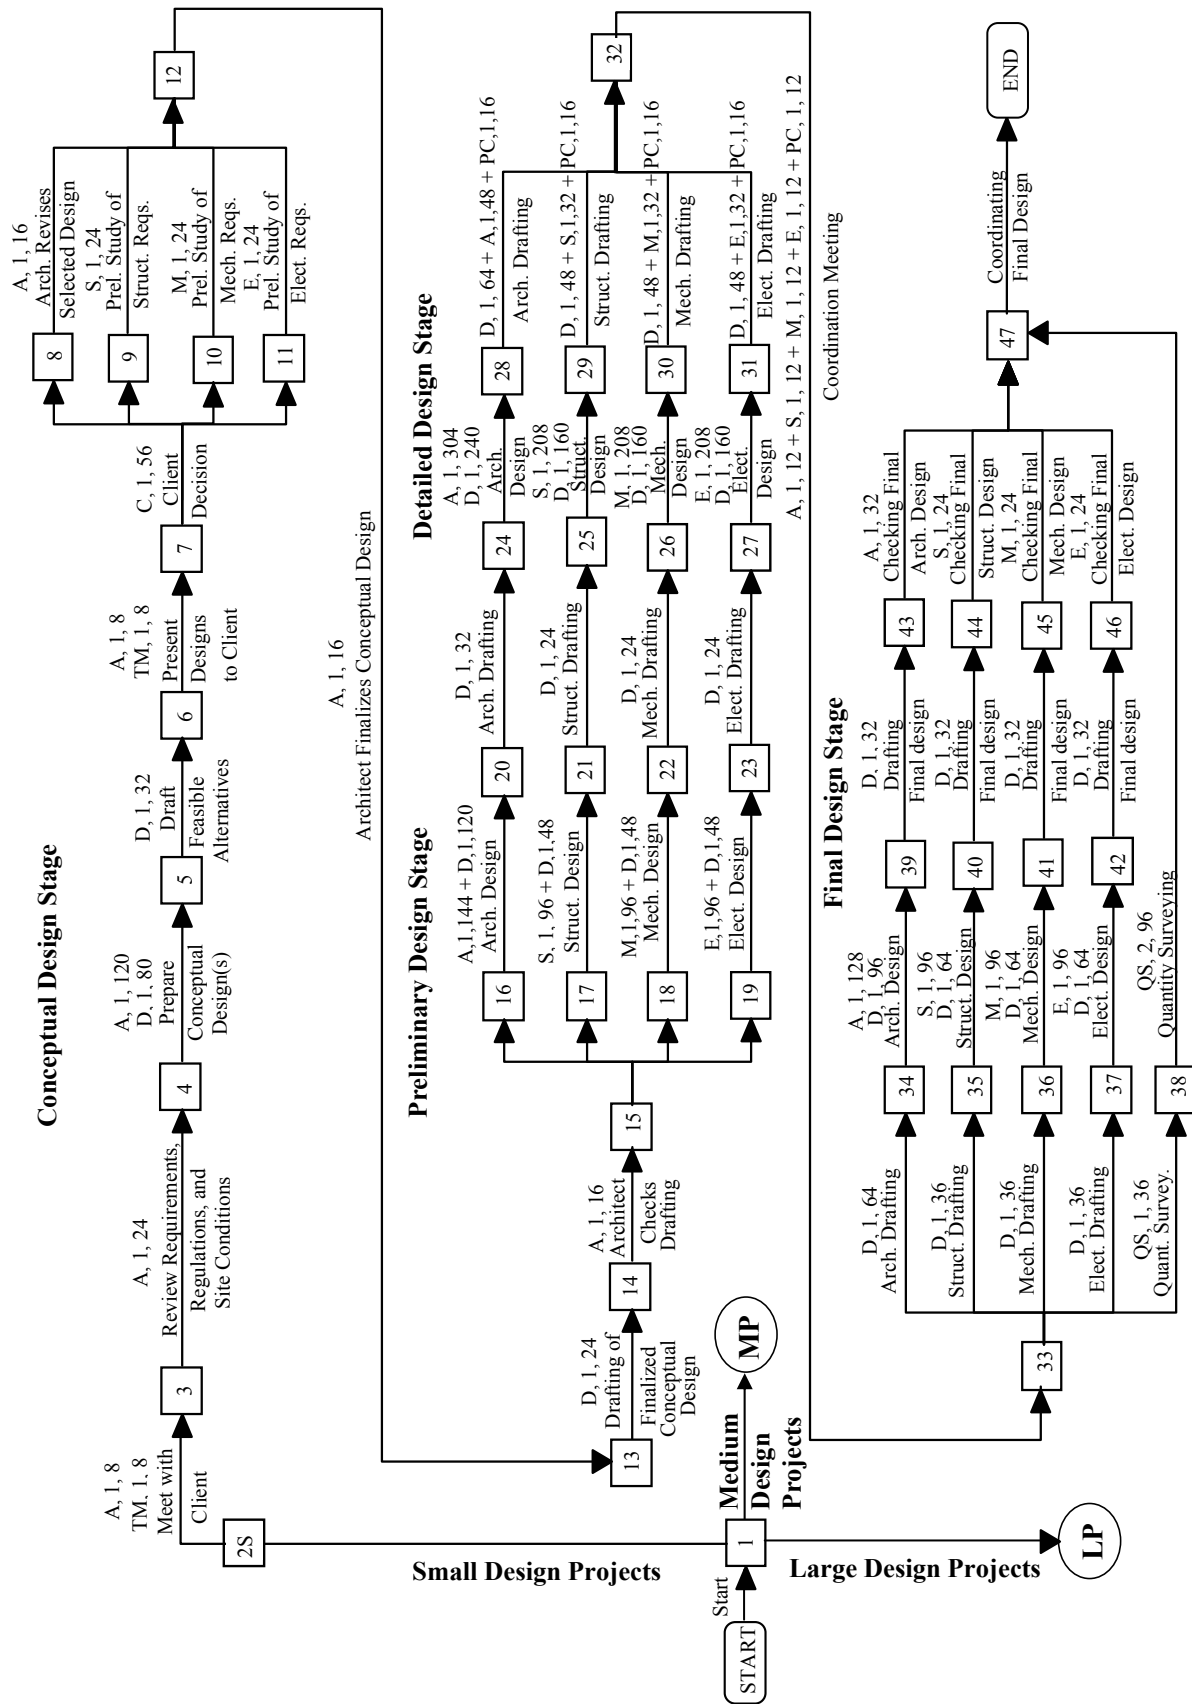 Conceptual Design Stage
A, 1, 8
TM. 1. 8
Meet with
Client
2S
3
A, 1, 24
Review Requirements,
Regulations, and
Site Conditions
4
A, 1, 120
D, 1, 80
Prepare
Conceptual
Design(s)
5
D, 1, 32
Draft
Feasible
Alternatives
6
A, 1, 8
TM, 1, 8
Present
Designs
to Client
7
C, 1, 56
Client
Decision
8
A, 1, 16
Arch. Revises
Selected Design
9
S, 1, 24
Prel. Study of
Struct. Reqs.
10
M, 1, 24
Prel. Study of
Mech. Reqs.
11
E, 1, 24
Prel. Study of
Elect. Reqs.
12
A, 1, 16
Architect Finalizes Conceptual Design
Preliminary Design Stage
Detailed Design Stage
13
D, 1, 24
Drafting of
Finalized
Conceptual
Design
14
A, 1, 16
Architect
Checks
Drafting
15
16
A,1,144 + D,1,120
Arch. Design
20
D, 1, 32
Arch. Drafting
24
A, 1, 304
D, 1, 240
Arch.
Design
28
D, 1, 64 + A,1,48 + PC,1,16
Arch. Drafting
17
S, 1, 96 + D,1,48
Struct. Design
21
D, 1, 24
Struct. Drafting
25
S, 1, 208
D, 1, 160
Struct.
Design
29
D, 1, 48 + S,1,32 + PC,1,16
Struct. Drafting
18
M,1,96 + D,1,48
Mech. Design
22
D, 1, 24
Mech. Drafting
26
M, 1, 208
D, 1, 160
Mech.
Design
30
D, 1, 48 + M,1,32 + PC,1,16
Mech. Drafting
19
E,1,96 + D,1,48
Elect. Design
23
D, 1, 24
Elect. Drafting
27
E, 1, 208
D, 1, 160
Elect.
Design
31
D, 1, 48 + E,1,32 + PC,1,16
Elect. Drafting
32
A, 1, 12 + S, 1, 12 + M, 1, 12 + E, 1, 12 + PC, 1, 12
Coordination Meeting
START
Start
1
Small Design Projects
Medium
Design
Projects
MP
Large Design Projects
LP
Final Design Stage
33
D, 1, 64
Arch. Drafting
34
A, 1, 128
D, 1, 96
Arch. Design
39
D, 1, 32
Drafting
Final design
43
A, 1, 32
Checking Final
Arch. Design
D, 1, 36
Struct. Drafting
35
S, 1, 96
D, 1, 64
Struct. Design
40
D, 1, 32
Drafting
Final design
44
S, 1, 24
Checking Final
Struct. Design
D, 1, 36
Mech. Drafting
36
M, 1, 96
D, 1, 64
Mech. Design
41
D, 1, 32
Drafting
Final design
45
M, 1, 24
Checking Final
Mech. Design
D, 1, 36
Elect. Drafting
37
E, 1, 96
D, 1, 64
Elect. Design
42
D, 1, 32
Drafting
Final design
46
E, 1, 24
Checking Final
Elect. Design
QS, 1, 36
Quant. Survey.
38
QS, 2, 96
Quantity Surveying
47
Coordinating
Final Design
END